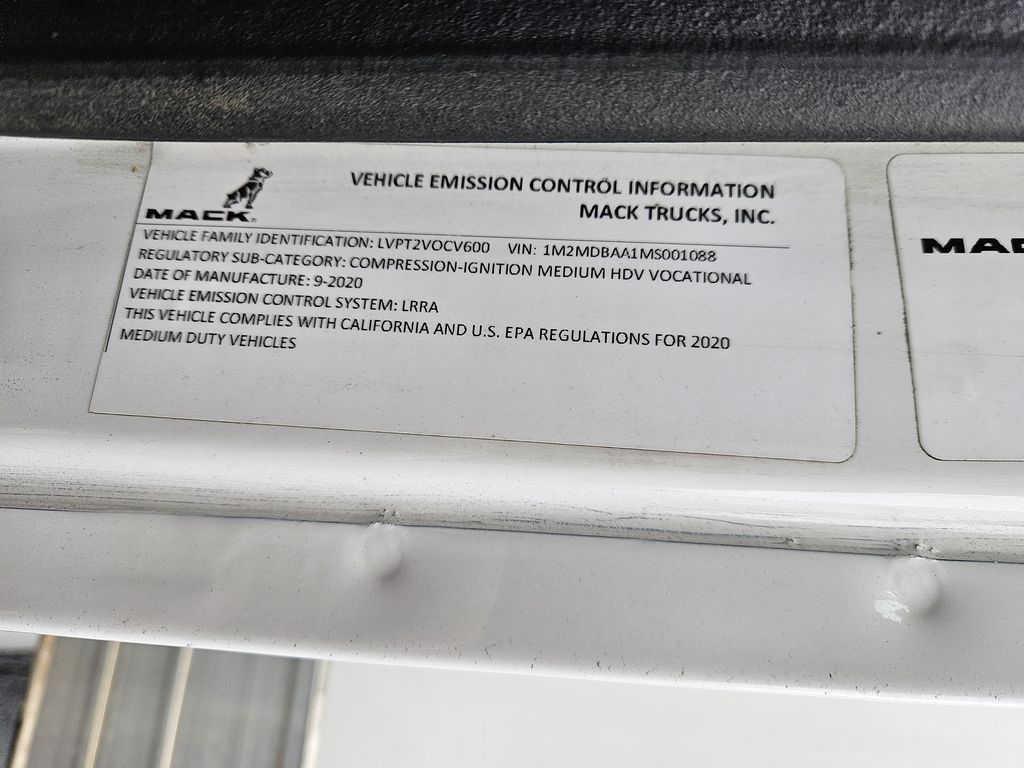 VEHICLE EMISSION CONTROL INFORMATION
MACK TRUCKS, INC.
MACK
VEHICLE FAMILY IDENTIFICATION: LVPT2VOCV600 VIN: 1M2MDBAA1MS001088
REGULATORY SUB-CATEGORY: COMPRESSION-IGNITION MEDIUM HDV VOCATIONAL
DATE OF MANUFACTURE: 9-2020
VEHICLE EMISSION CONTROL SYSTEM: LRRA
THIS VEHICLE COMPLIES WITH CALIFORNIA AND U.S. EPA REGULATIONS FOR 2020
MEDIUM DUTY VEHICLES